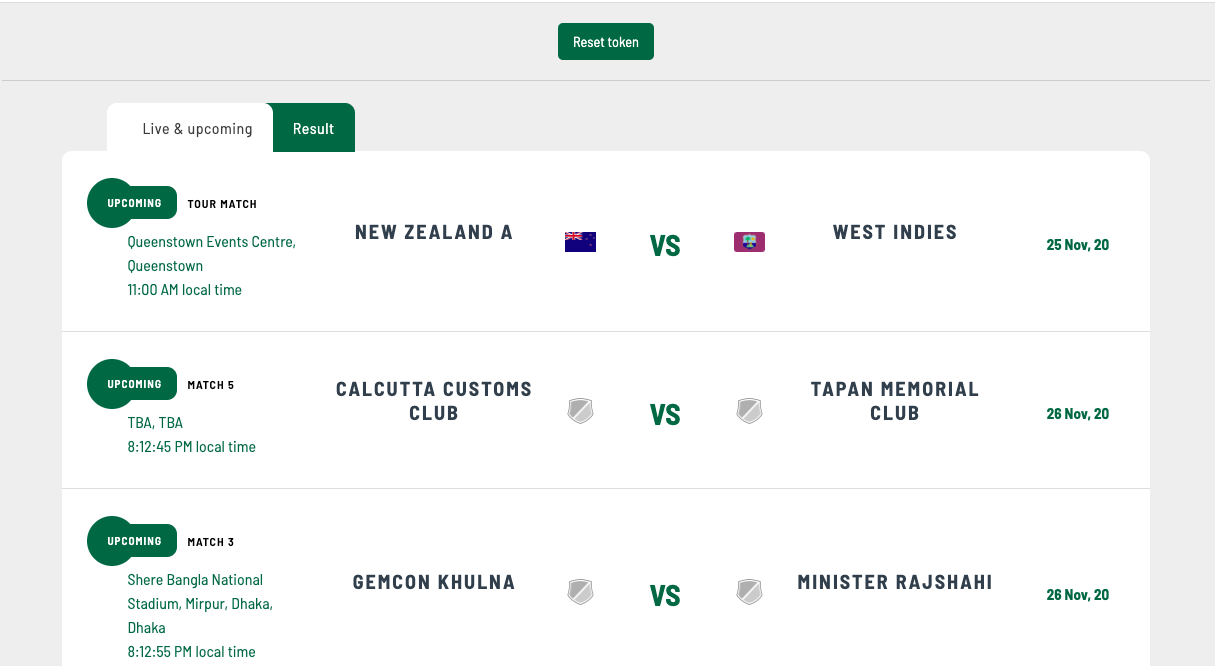 Reset token
Live & upcoming
Result
UPCOMING
TOUR MATCH
Queenstown Events Centre,
Queenstown
11:00 AM local time
NEW ZEALAND A
VS
WEST INDIES
25 Nov, 20
UPCOMING
MATCH 5
TBA, TBA
8:12:45 PM local time
CALCUTTA CUSTOMS
CLUB
VS
TAPAN MEMORIAL
CLUB
26 Nov, 20
UPCOMING
MATCH 3
Shere Bangla National
Stadium, Mirpur, Dhaka,
Dhaka
8:12:55 PM local time
GEMCON KHULNA
VS
MINISTER RAJSHAHI
26 Nov, 20